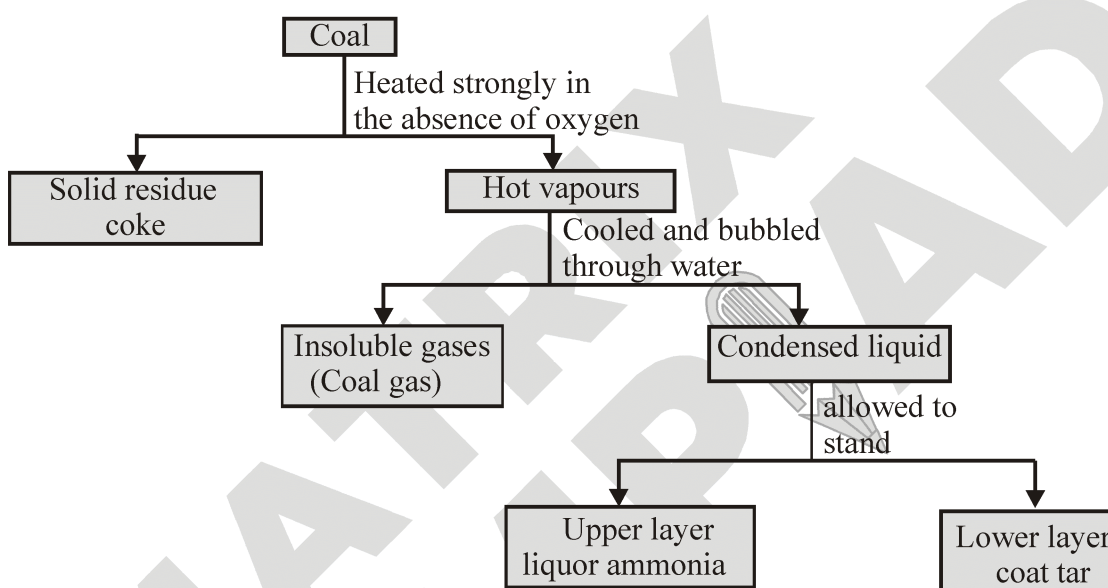 Coal
Heated strongly in
the absence of oxygen
Solid residue
coke
Hot vapours
Cooled and bubbled
through water
Insoluble gases
(Coal gas)
Condensed liquid
allowed to
stand
Upper layer
liquor ammonia
Lower layer
coat tar